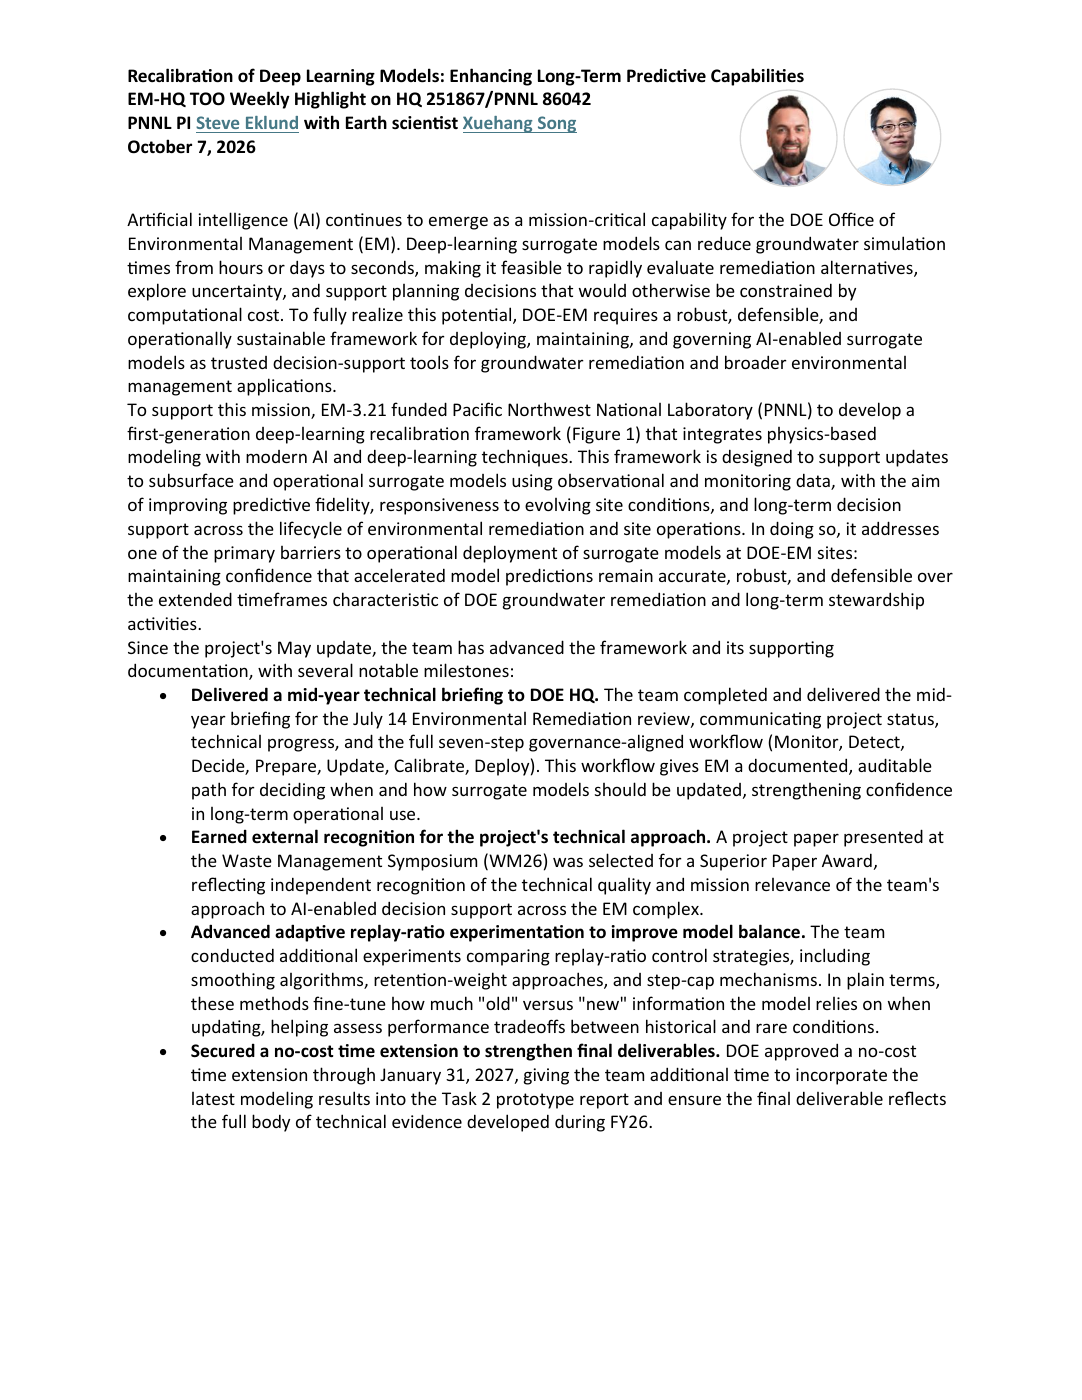 Recalibration of Deep Learning Models: Enhancing Long-Term Predictive Capabilities
EM-HQ TOO Weekly Highlight on HQ 251867/PNNL 86042
PNNL PI Steve Eklund with Earth scientist Xuehang Song
October 7, 2026
Artificial intelligence (AI) continues to emerge as a mission-critical capability for the DOE Office of
Environmental Management (EM). Deep-learning surrogate models can reduce groundwater simulation
times from hours or days to seconds, making it feasible to rapidly evaluate remediation alternatives,
explore uncertainty, and support planning decisions that would otherwise be constrained by
computational cost. To fully realize this potential, DOE-EM requires a robust, defensible, and
operationally sustainable framework for deploying, maintaining, and governing AI-enabled surrogate
models as trusted decision-support tools for groundwater remediation and broader environmental
management applications.
To support this mission, EM-3.21 funded Pacific Northwest National Laboratory (PNNL) to develop a
first-generation deep-learning recalibration framework (Figure 1) that integrates physics-based
modeling with modern AI and deep-learning techniques. This framework is designed to support updates
to subsurface and operational surrogate models using observational and monitoring data, with the aim
of improving predictive fidelity, responsiveness to evolving site conditions, and long-term decision
support across the lifecycle of environmental remediation and site operations. In doing so, it addresses
one of the primary barriers to operational deployment of surrogate models at DOE-EM sites:
maintaining confidence that accelerated model predictions remain accurate, robust, and defensible over
the extended timeframes characteristic of DOE groundwater remediation and long-term stewardship
activities.
Since the project's May update, the team has advanced the framework and its supporting
documentation, with several notable milestones:
• Delivered a mid-year technical briefing to DOE HQ. The team completed and delivered the mid-
year briefing for the July 14 Environmental Remediation review, communicating project status,
technical progress, and the full seven-step governance-aligned workflow (Monitor, Detect,
Decide, Prepare, Update, Calibrate, Deploy). This workflow gives EM a documented, auditable
path for deciding when and how surrogate models should be updated, strengthening confidence
in long-term operational use.
• Earned external recognition for the project's technical approach. A project paper presented at
the Waste Management Symposium (WM26) was selected for a Superior Paper Award,
reflecting independent recognition of the technical quality and mission relevance of the team's
approach to AI-enabled decision support across the EM complex.
• Advanced adaptive replay-ratio experimentation to improve model balance. The team
conducted additional experiments comparing replay-ratio control strategies, including
smoothing algorithms, retention-weight approaches, and step-cap mechanisms. In plain terms,
these methods fine-tune how much "old" versus "new" information the model relies on when
updating, helping assess performance tradeoffs between historical and rare conditions.
• Secured a no-cost time extension to strengthen final deliverables. DOE approved a no-cost
time extension through January 31, 2027, giving the team additional time to incorporate the
latest modeling results into the Task 2 prototype report and ensure the final deliverable reflects
the full body of technical evidence developed during FY26.